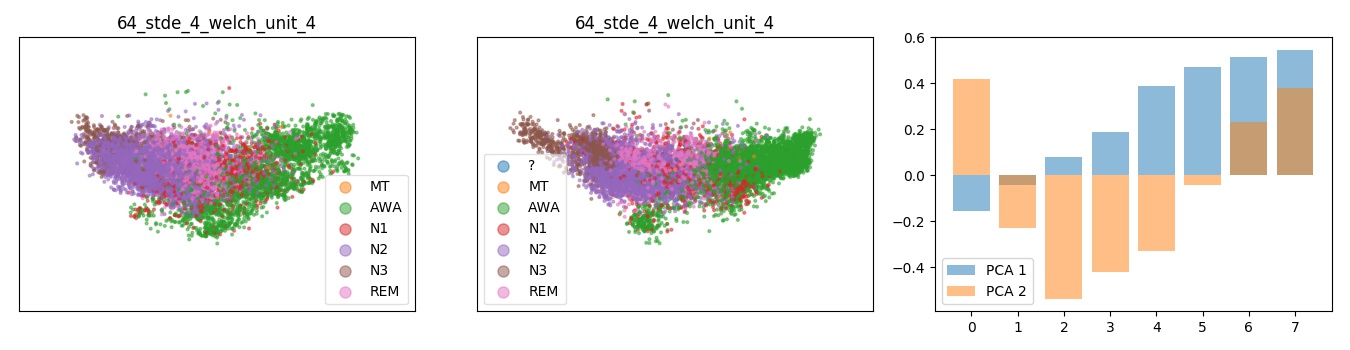 64_stde_4_welch_unit_4
MT
AWA
N1
N2
N3
REM
64_stde_4_welch_unit_4
?
MT
AWA
N1
N2
N3
REM
0.6
0.4
0.2
0.0
−0.2
−0.4
PCA 1
PCA 2
0 1 2 3 4 5 6 7